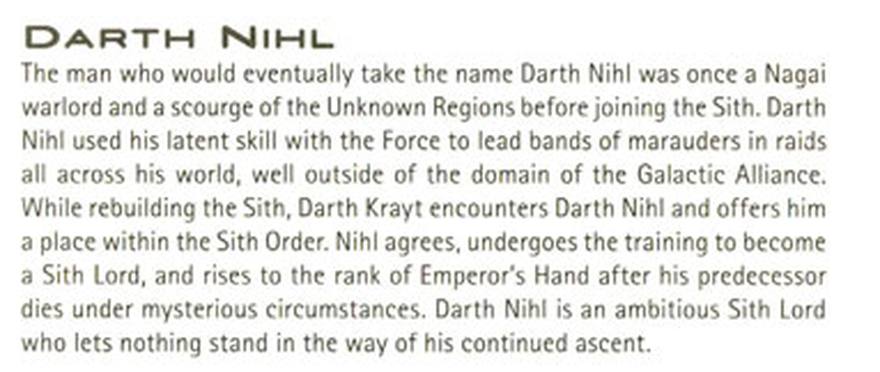 Darth Nihl
The man who would eventually take the name Darth Nihl was once a Nagai
warlord and a scourge of the Unknown Regions before joining the Sith. Darth
Nihl used his latent skill with the Force to lead bands of marauders in raids
all across his world, well outside of the domain of the Galactic Alliance.
While rebuilding the Sith, Darth Krayt encounters Darth Nihl and offers him
a place within the Sith Order. Nihl agrees, undergoes the training to become
a Sith Lord, and rises to the rank of Emperor's Hand after his predecessor
dies under mysterious circumstances. Darth Nihl is an ambitious Sith Lord
who lets nothing stand in the way of his continued ascent.